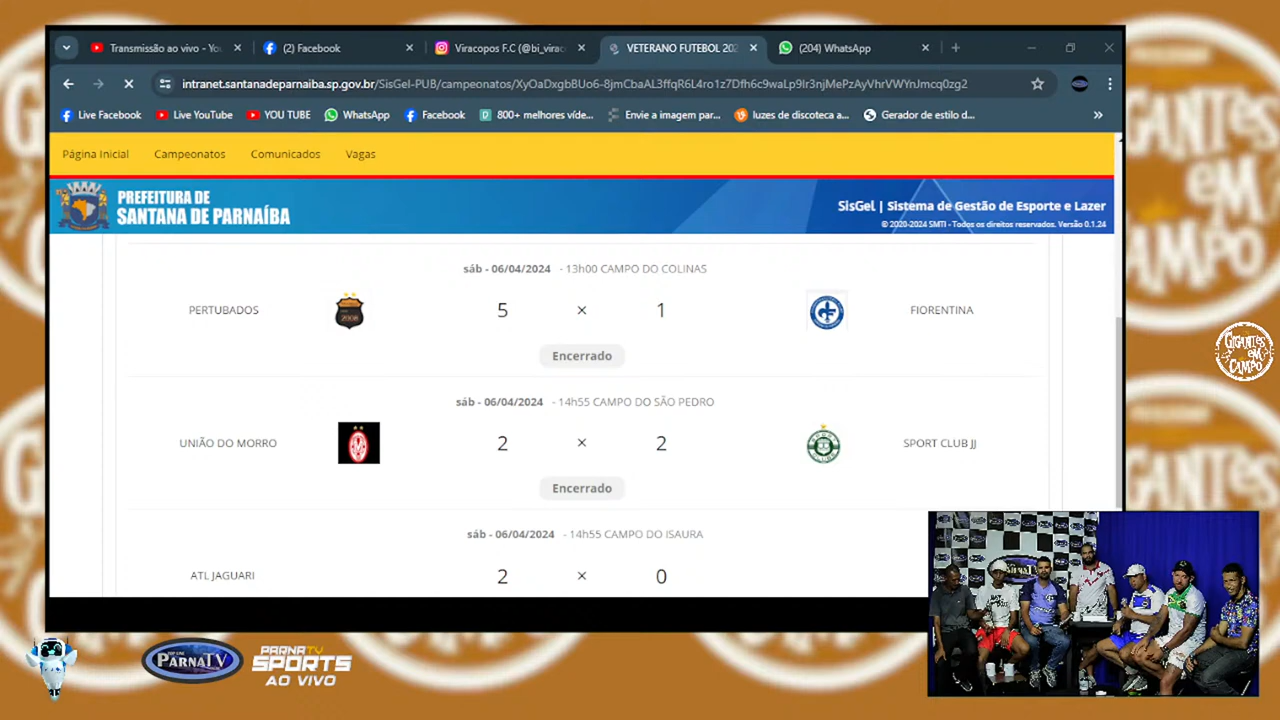 Transmissão ao vivo - Yo
(2) Facebook
Viracopos F.C (@bi_virac
VETERANO FUTEBOL 202
(204) WhatsApp
intranet.santanadeparnaiba.sp.gov.br/SisGel-PUB/campeonatos/XyOaDxgbBUo6-8jmCbaAL3ffqR6L4ro1z7Dfh6c9waLp9Ir3njMePzAyVhrVWYnJmcq0zg2
Live Facebook
Live YouTube
YOU TUBE
WhatsApp
Facebook
800+ melhores víde...
Envie a imagem par...
luzes de discoteca a...
Gerador de estilo d...
Página Inicial
Campeonatos
Comunicados
Vagas
PREFEITURA DE
SANTANA DE PARNAÍBA
SisGel | Sistema de Gestão de Esporte e Lazer
© 2020-2024 SMTI - Todos os direitos reservados. Versão 0.1.24
sáb - 06/04/2024 - 13h00 CAMPO DO COLINAS
PERTUBADOS 5 × 1 FIORENTINA
Encerrado
sáb - 06/04/2024 - 14h55 CAMPO DO SÃO PEDRO
UNIÃO DO MORRO 2 × 2 SPORT CLUB JJ
Encerrado
sáb - 06/04/2024 - 14h55 CAMPO DO ISAURA
ATL JAGUARI 2 × 0
GIGANTES
EM
CAMPO
PARNATV
PARNATV
SPORTS
AO VIVO